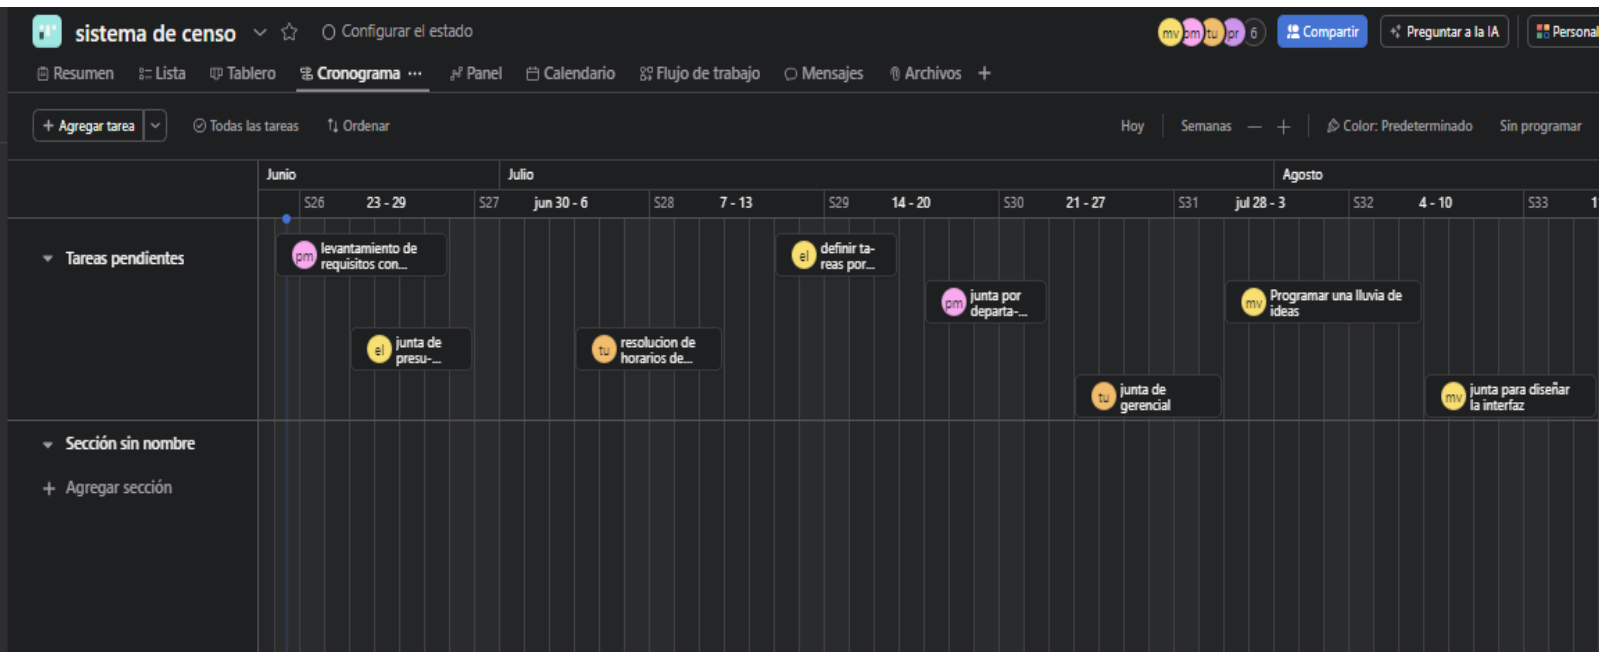 sistema de censo
Configurar el estado
mv pm tu pr 6
Compartir
Preguntar a la IA
Resumen
Lista
Tablero
Cronograma ...
Panel
Calendario
Flujo de trabajo
Mensajes
Archivos +
+ Agregar tarea
Todas las tareas
Ordenar
Hoy
Semanas — +
Color: Predeterminado
Sin programar
Junio Julio Agosto
S26 23 - 29 S27 jun 30 - 6 S28 7 - 13 S29 14 - 20 S30 21 - 27 S31 jul 28 - 3 S32 4 - 10 S33
Tareas pendientes
pm
levantamiento de
requisitos con...
el
definir ta-
reas por...
pm
junta por
departa-...
mv
Programar una lluvia de
ideas
el
junta de
presu-...
tu
resolucion de
horarios de...
tu
junta de
gerencial
mv
junta para diseñar
la interfaz
Sección sin nombre
+ Agregar sección